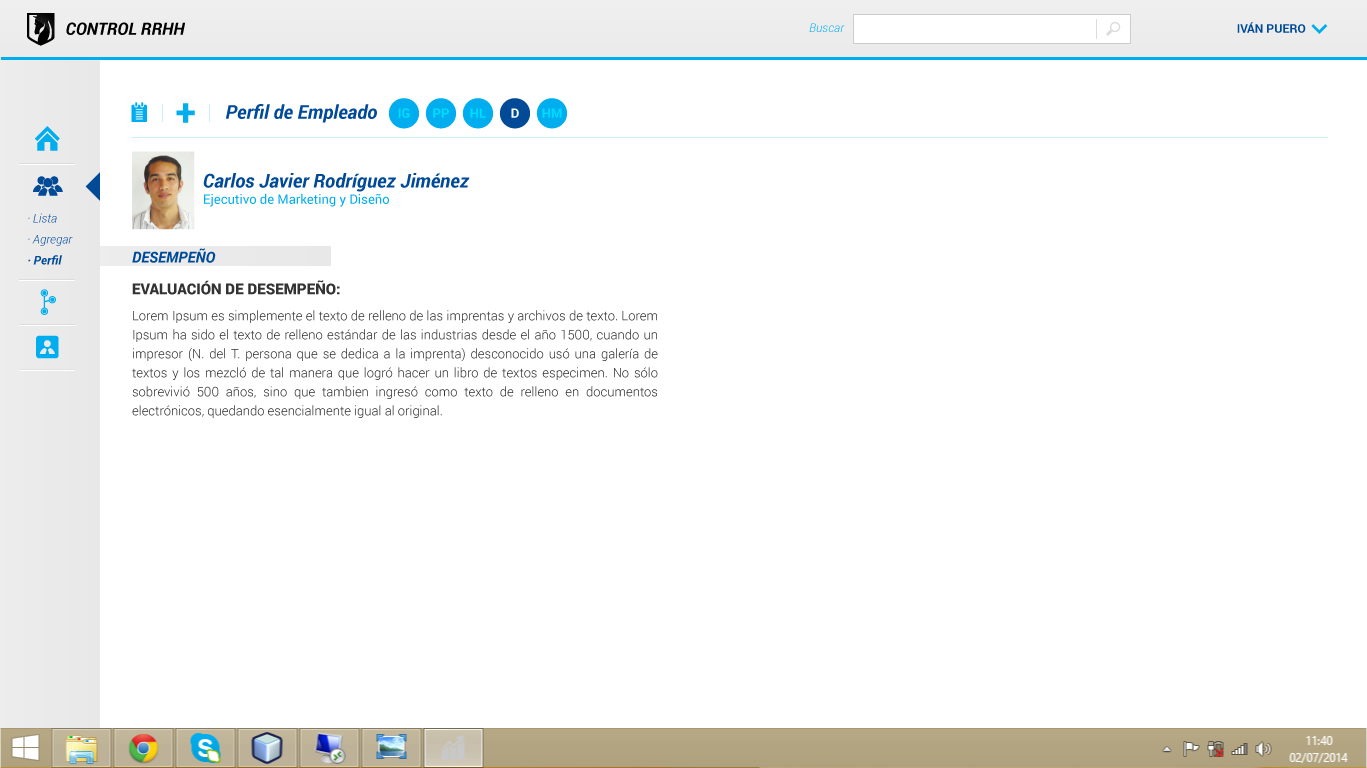 CONTROL RRHH
Buscar
IVÁN PUERO
Perfil de Empleado IG PP HL D HM
Carlos Javier Rodríguez Jiménez
Ejecutivo de Marketing y Diseño
· Lista
· Agregar
· Perfil
DESEMPEÑO
EVALUACIÓN DE DESEMPEÑO:
Lorem Ipsum es simplemente el texto de relleno de las imprentas y archivos de texto. Lorem
Ipsum ha sido el texto de relleno estándar de las industrias desde el año 1500, cuando un
impresor (N. del T. persona que se dedica a la imprenta) desconocido usó una galería de
textos y los mezcló de tal manera que logró hacer un libro de textos especimen. No sólo
sobrevivió 500 años, sino que tambien ingresó como texto de relleno en documentos
electrónicos, quedando esencialmente igual al original.
11:40
02/07/2014